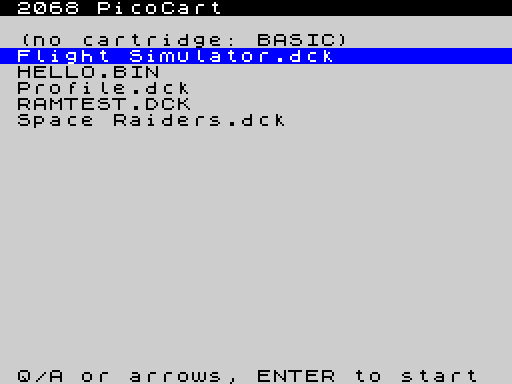 2068 PicoCart
(no cartridge: BASIC)
Flight Simulator.dck
HELLO.BIN
Profile.dck
RAMTEST.DCK
Space Raiders.dck
Q/A or arrows, ENTER to start